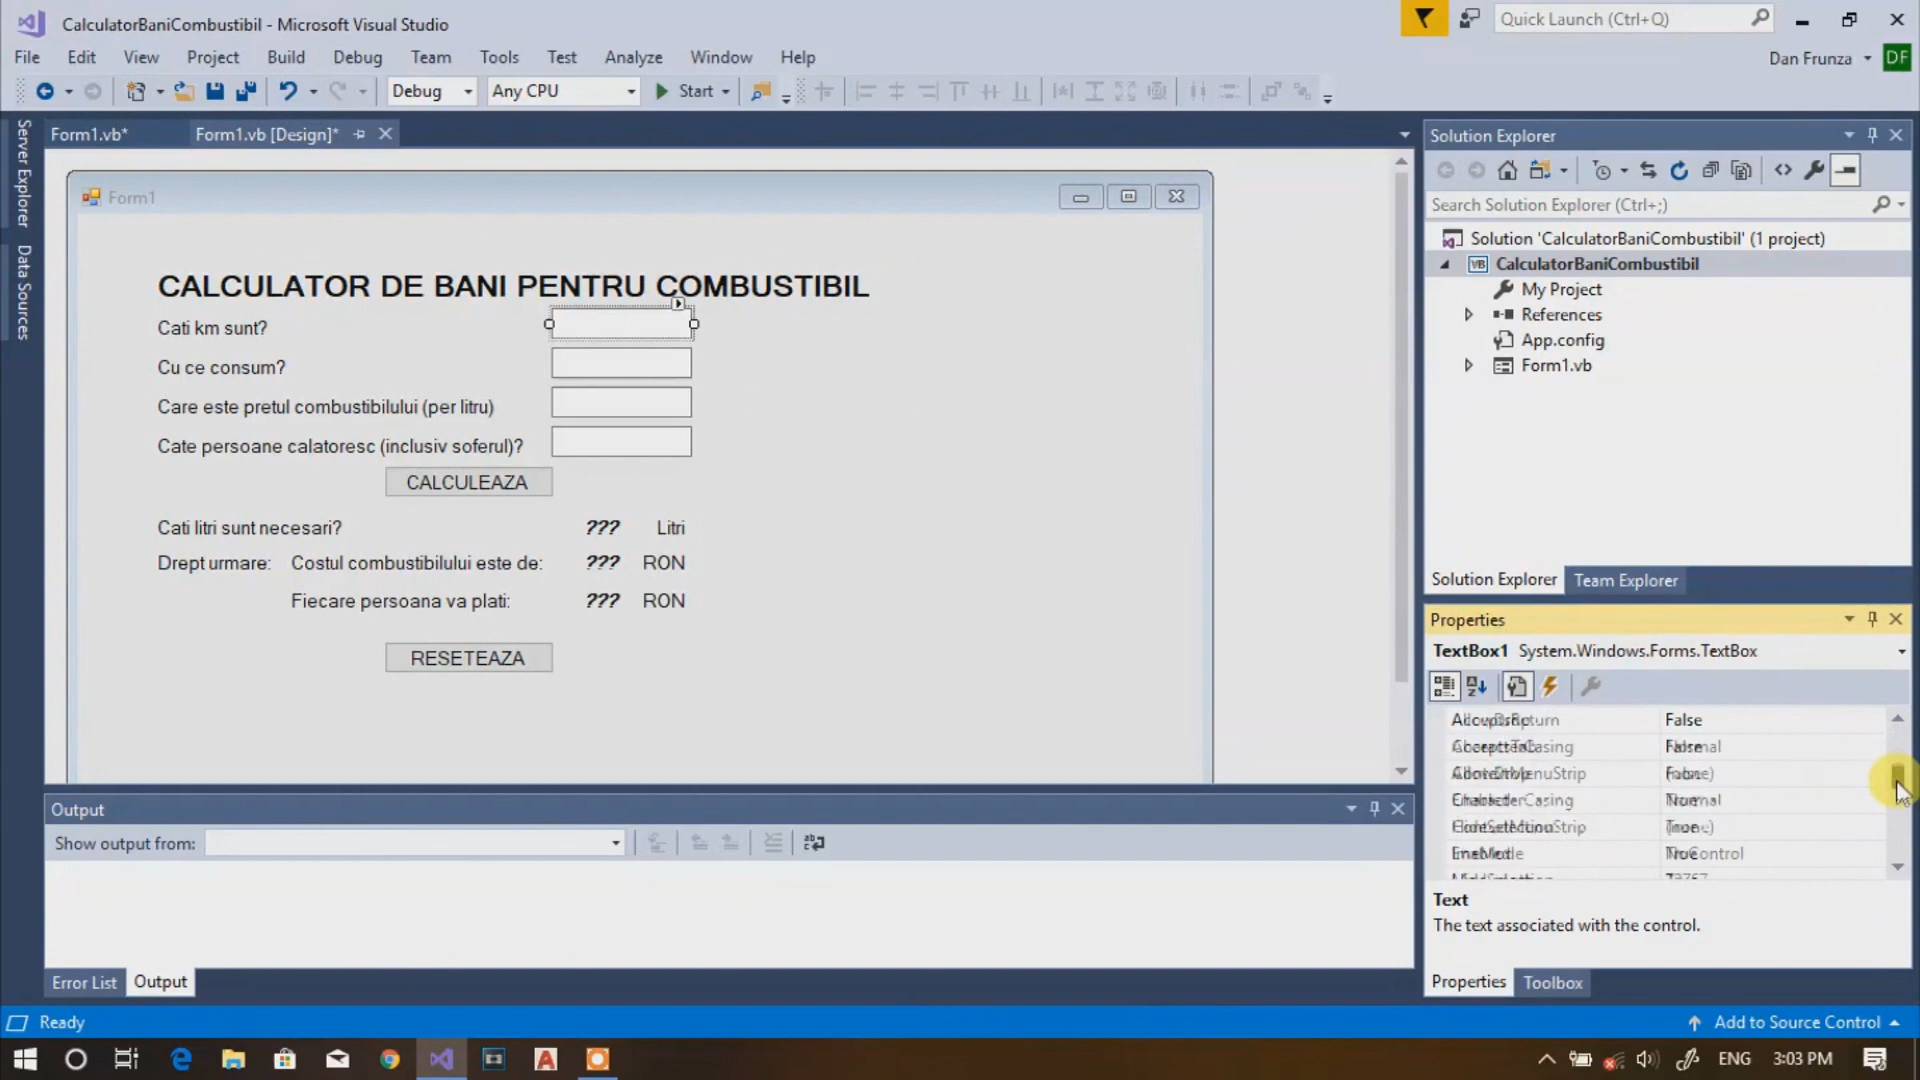 CalculatorBaniCombustibil - Microsoft Visual Studio
Quick Launch (Ctrl+Q)
File Edit View Project Build Debug Team Tools Test Analyze Window Help
Dan Frunza DF
Debug Any CPU Start
Server Explorer
Data Sources
Form1.vb* Form1.vb [Design]*
Form1
CALCULATOR DE BANI PENTRU COMBUSTIBIL
Cati km sunt?
Cu ce consum?
Care este pretul combustibilului (per litru)
Cate persoane calatoresc (inclusiv soferul)?
CALCULEAZA
Cati litri sunt necesari? ??? Litri
Drept urmare: Costul combustibilului este de: ??? RON
Fiecare persoana va plati: ??? RON
RESETEAZA
Output
Show output from:
Error List Output
Solution Explorer
Search Solution Explorer (Ctrl+;)
Solution 'CalculatorBaniCombustibil' (1 project)
VB CalculatorBaniCombustibil
My Project
References
App.config
Form1.vb
Solution Explorer Team Explorer
Properties
TextBox1 System.Windows.Forms.TextBox
False
Text
The text associated with the control.
Properties Toolbox
Ready
Add to Source Control
ENG 3:03 PM